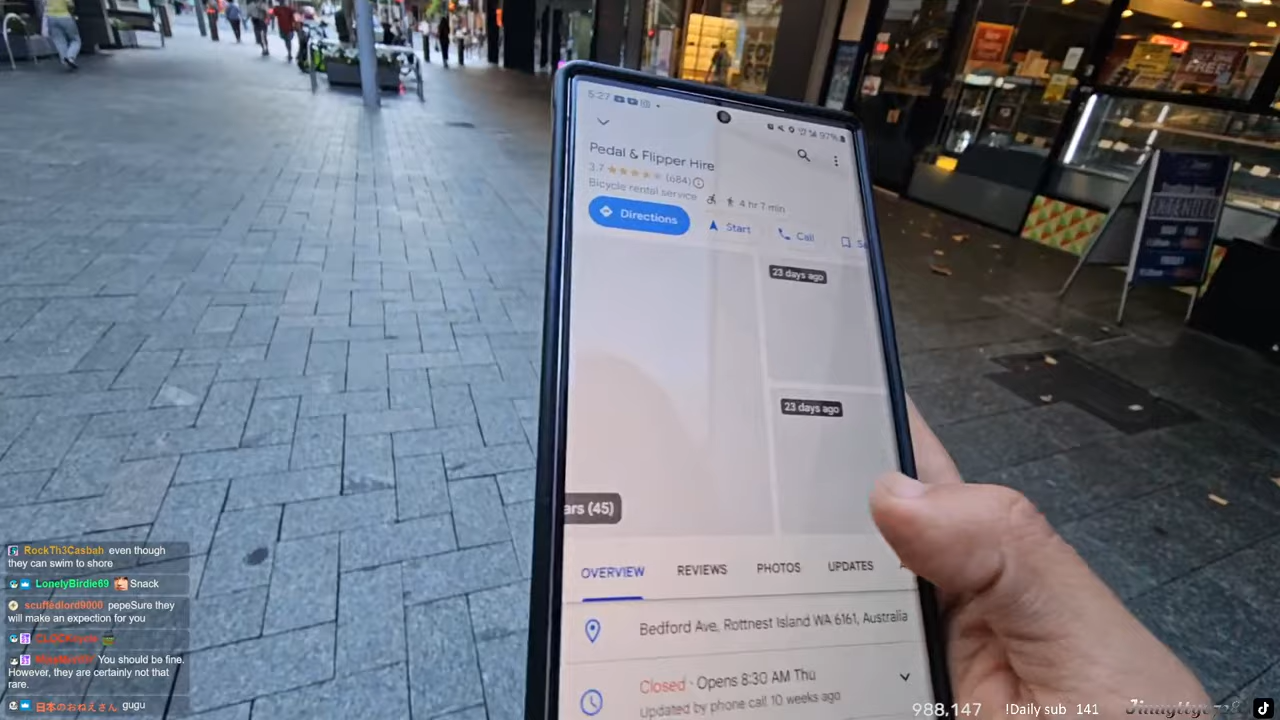 5:27
97%
Pedal & Flipper Hire
3.7
(684)
Bicycle rental service
4 hr 7 min
Directions
Start
Call
23 days ago
23 days ago
ars (45)
OVERVIEW
REVIEWS
PHOTOS
UPDATES
Bedford Ave, Rottnest Island WA 6161, Australia
Closed · Opens 8:30 AM Thu
Updated by phone call 10 weeks ago
FREE
RockTh3Casbah even though
they can swim to shore
LonelyBirdie69 Snack
scuffedlord9000 pepeSure they
will make an expection for you
You should be fine.
However, they are certainly not that
rare.
日本のおねえさん gugu
988,147
!Daily sub 141